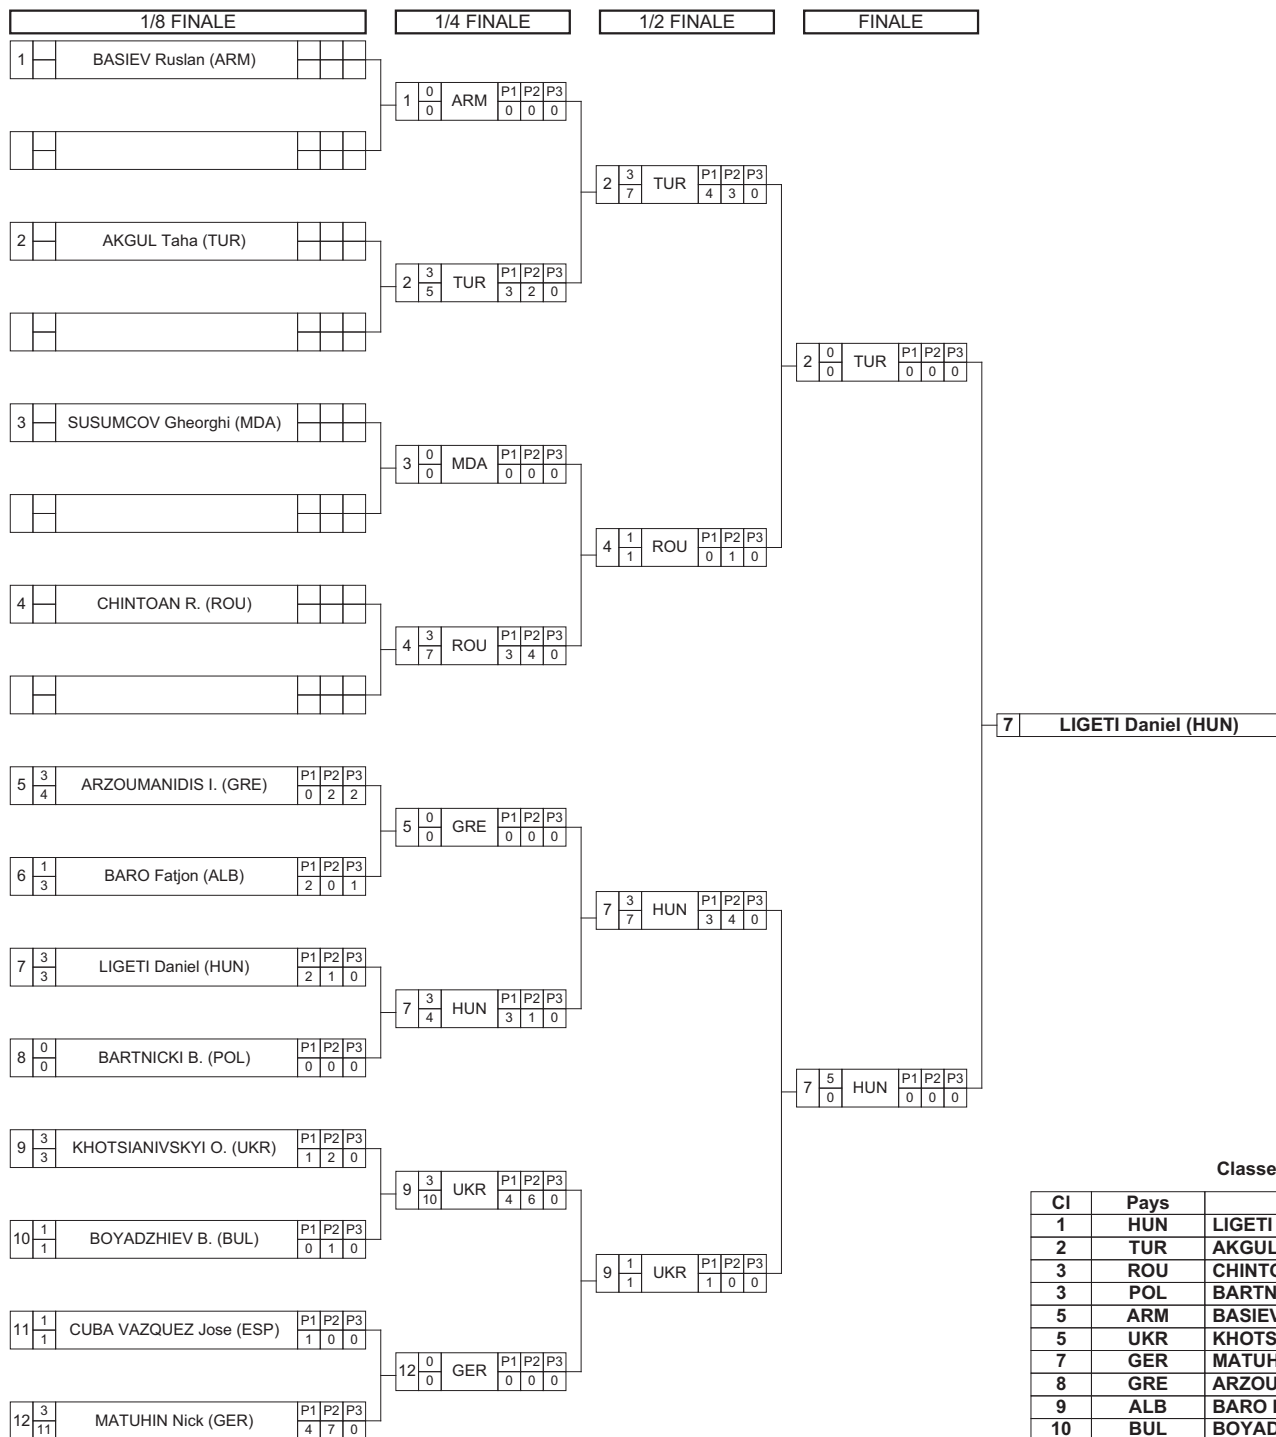 1/8 FINALE 1/4 FINALE 1/2 FINALE FINALE
1 BASIEV Ruslan (ARM)
1 0 0 ARM P1 P2 P3 0 0 0
2 3 7 TUR P1 P2 P3 4 3 0
2 AKGUL Taha (TUR)
2 3 5 TUR P1 P2 P3 3 2 0
2 0 0 TUR P1 P2 P3 0 0 0
3 SUSUMCOV Gheorghi (MDA)
3 0 0 MDA P1 P2 P3 0 0 0
4 1 1 ROU P1 P2 P3 0 1 0
4 CHINTOAN R. (ROU)
4 3 7 ROU P1 P2 P3 3 4 0
7 LIGETI Daniel (HUN)
5 3 4 ARZOUMANIDIS I. (GRE) P1 P2 P3 0 2 2
5 0 0 GRE P1 P2 P3 0 0 0
6 1 3 BARO Fatjon (ALB) P1 P2 P3 2 0 1
7 3 7 HUN P1 P2 P3 3 4 0
7 3 3 LIGETI Daniel (HUN) P1 P2 P3 2 1 0
7 3 4 HUN P1 P2 P3 3 1 0
8 0 0 BARTNICKI B. (POL) P1 P2 P3 0 0 0
7 5 0 HUN P1 P2 P3 0 0 0
9 3 3 KHOTSIANIVSKYI O. (UKR) P1 P2 P3 1 2 0
9 3 10 UKR P1 P2 P3 4 6 0
10 1 1 BOYADZHIEV B. (BUL) P1 P2 P3 0 1 0
9 1 1 UKR P1 P2 P3 1 0 0
11 1 1 CUBA VAZQUEZ Jose (ESP) P1 P2 P3 1 0 0
12 0 0 GER P1 P2 P3 0 0 0
12 3 11 MATUHIN Nick (GER) P1 P2 P3 4 7 0
Classe
Cl Pays
1 HUN LIGETI
2 TUR AKGUL
3 ROU CHINTO
3 POL BARTN
5 ARM BASIEV
5 UKR KHOTS
7 GER MATUH
8 GRE ARZOU
9 ALB BARO
10 BUL BOYAD